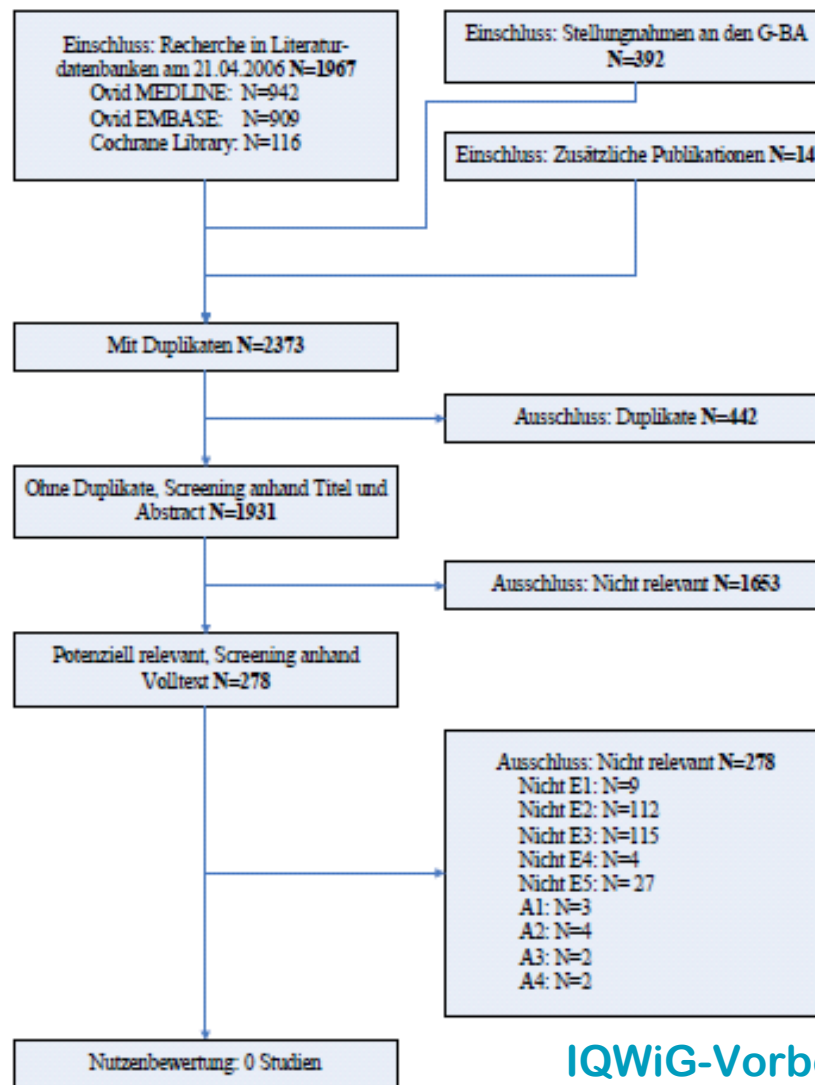 Einschluss: Recherche in Literatur-
datenbanken am 21.04.2006 N=1967
Ovid MEDLINE: N=942
Ovid EMBASE: N=909
Cochrane Library: N=116
Einschluss: Stellungnahmen an den G-BA
N=392
Einschluss: Zusätzliche Publikationen N=14
Mit Duplikaten N=2373
Ausschluss: Duplikate N=442
Ohne Duplikate, Screening anhand Titel und
Abstract N=1931
Ausschluss: Nicht relevant N=1653
Potenziell relevant, Screening anhand
Volltext N=278
Ausschluss: Nicht relevant N=278
Nicht E1: N=9
Nicht E2: N=112
Nicht E3: N=115
Nicht E4: N=4
Nicht E5: N= 27
A1: N=3
A2: N=4
A3: N=2
A4: N=2
Nutzenbewertung: 0 Studien